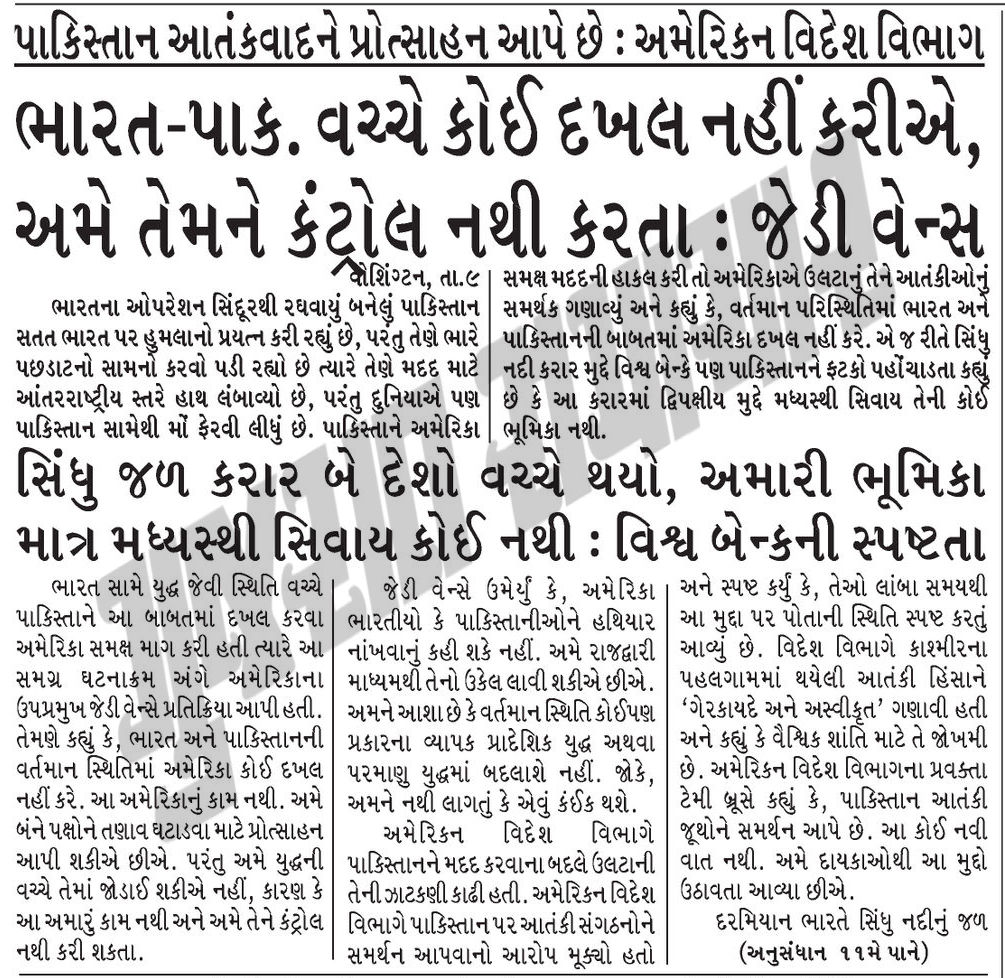 પાકિસ્તાન આતંકવાદને પ્રોત્સાહન આપે છે : અમેરિકન વિદેશ વિભાગ
ભારત-પાક. વચ્ચે કોઈ દખલ નહીં કરીએ,
અમે તેમને કંટ્રોલ નથી કરતા : જેડી વેન્સ
વોશિંગ્ટન, તા.૯
ભારતના ઓપરેશન સિંદૂરથી રઘવાયું બનેલું પાકિસ્તાન
સતત ભારત પર હુમલાનો પ્રયત્ન કરી રહ્યું છે, પરંતુ તેણે ભારે
પછડાટનો સામનો કરવો પડી રહ્યો છે ત્યારે તેણે મદદ માટે
આંતરરાષ્ટ્રીય સ્તરે હાથ લંબાવ્યો છે, પરંતુ દુનિયાએ પણ
પાકિસ્તાન સામેથી મોં ફેરવી લીધું છે. પાકિસ્તાને અમેરિકા
સમક્ષ મદદની હાકલ કરી તો અમેરિકાએ ઉલટાનું તેને આતંકીઓનું
સમર્થક ગણાવ્યું અને કહ્યું કે, વર્તમાન પરિસ્થિતિમાં ભારત અને
પાકિસ્તાનની બાબતમાં અમેરિકા દખલ નહીં કરે. એ જ રીતે સિંધુ
નદી કરાર મુદ્દે વિશ્વ બેન્કે પણ પાકિસ્તાનને ફટકો પહોંચાડતા કહ્યું
છે કે આ કરારમાં દ્વિપક્ષીય મુદ્દે મધ્યસ્થી સિવાય તેની કોઈ
ભૂમિકા નથી.
સિંધુ જળ કરાર બે દેશો વચ્ચે થયો, અમારી ભૂમિકા
માત્ર મધ્યસ્થી સિવાય કોઈ નથી : વિશ્વ બેન્કની સ્પષ્ટતા
ભારત સામે યુદ્ધ જેવી સ્થિતિ વચ્ચે
પાકિસ્તાને આ બાબતમાં દખલ કરવા
અમેરિકા સમક્ષ માગ કરી હતી ત્યારે આ
સમગ્ર ઘટનાક્રમ અંગે અમેરિકાના
ઉપપ્રમુખ જેડી વેન્સે પ્રતિક્રિયા આપી હતી.
તેમણે કહ્યું કે, ભારત અને પાકિસ્તાનની
વર્તમાન સ્થિતિમાં અમેરિકા કોઈ દખલ
નહીં કરે. આ અમેરિકાનું કામ નથી. અમે
બંને પક્ષોને તણાવ ઘટાડવા માટે પ્રોત્સાહન
આપી શકીએ છીએ. પરંતુ અમે યુદ્ધની
વચ્ચે તેમાં જોડાઈ શકીએ નહીં, કારણ કે
આ અમારું કામ નથી અને અમે તેને કંટ્રોલ
નથી કરી શકતા.
જેડી વેન્સે ઉમેર્યું કે, અમેરિકા
ભારતીયો કે પાકિસ્તાનીઓને હથિયાર
નાંખવાનું કહી શકે નહીં. અમે રાજદ્વારી
માધ્યમથી તેનો ઉકેલ લાવી શકીએ છીએ.
અમને આશા છે કે વર્તમાન સ્થિતિ કોઈપણ
પ્રકારના વ્યાપક પ્રાદેશિક યુદ્ધ અથવા
પરમાણુ યુદ્ધમાં બદલાશે નહીં. જોકે,
અમને નથી લાગતું કે એવું કંઈક થશે.
અમેરિકન વિદેશ વિભાગે
પાકિસ્તાનને મદદ કરવાના બદલે ઉલટાની
તેની ઝાટકણી કાઢી હતી. અમેરિકન વિદેશ
વિભાગે પાકિસ્તાન પર આતંકી સંગઠનોને
સમર્થન આપવાનો આરોપ મૂક્યો હતો
અને સ્પષ્ટ કર્યું કે, તેઓ લાંબા સમયથી
આ મુદ્દા પર પોતાની સ્થિતિ સ્પષ્ટ કરતું
આવ્યું છે. વિદેશ વિભાગે કાશ્મીરના
પહલગામમાં થયેલી આતંકી હિંસાને
‘ગેરકાયદે અને અસ્વીકૃત’ ગણાવી હતી
અને કહ્યું કે વૈશ્વિક શાંતિ માટે તે જોખમી
છે. અમેરિકન વિદેશ વિભાગના પ્રવક્તા
ટેમી બ્રૂસે કહ્યું કે, પાકિસ્તાન આતંકી
જૂથોને સમર્થન આપે છે. આ કોઈ નવી
વાત નથી. અમે દાયકાઓથી આ મુદ્દો
ઉઠાવતા આવ્યા છીએ.
દરમિયાન ભારતે સિંધુ નદીનું જળ
(અનુસંધાન ૧૧મે પાને)
ગુજરાત સમાચાર